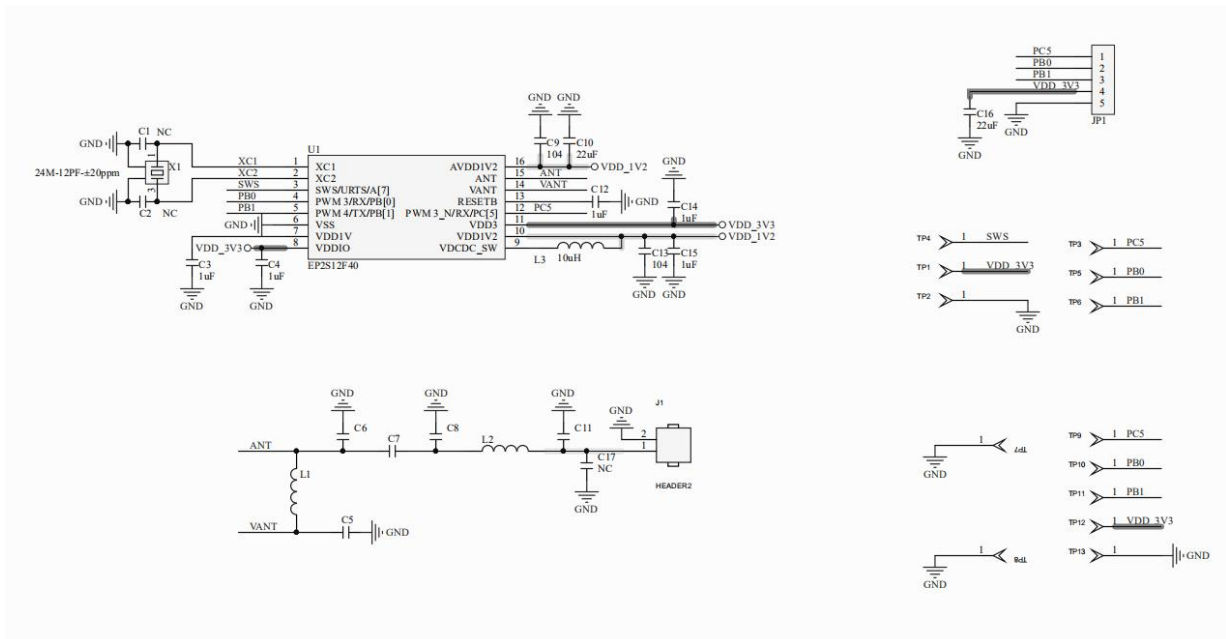 GND
C1 NC
XC1
XC2
24M-12PF-±20ppm
1
X1
3
GND
C2 NC
U1
XC1 1 XC1
XC2 2 XC2
SWS 3 SWS/URTS/A[7]
PB0 4 PWM 3/RX/PB[0]
PB1 5 PWM 4/TX/PB[1]
GND 6 VSS
7 VDD1V
VDD_3V3 8 VDDIO
EP2S12F40
AVDD1V2 16 VDD_1V2
ANT 15 ANT
VANT 14 VANT
RESETB 13
PWM 3_N/RX/PC[5] 12 PC5
VDD3 11 VDD_3V3
VDD1V2 10 VDD_1V2
VDCDC_SW 9
GND GND
C9 C10
104 22uF
C12
1uF
GND
GND
C14
1uF
C3
1uF
GND
C4
1uF
GND
L3 10uH
C13 C15
104 1uF
GND GND
PC5 1
PB0 2
PB1 3
VDD_3V3 4
5
JP1
C16
22uF
GND
GND
TP4 1 SWS
TP1 1 VDD_3V3
TP2 1
GND
TP3 1 PC5
TP5 1 PB0
TP6 1 PB1
ANT
L1
VANT
C5
GND
GND
C6
C7
GND
C8
L2
GND
C11
C17
NC
GND
GND
J1
2
1
HEADER2
1 TP7
GND
1 TP8
GND
TP9 1 PC5
TP10 1 PB0
TP11 1 PB1
TP12 1 VDD_3V3
TP13 1 GND